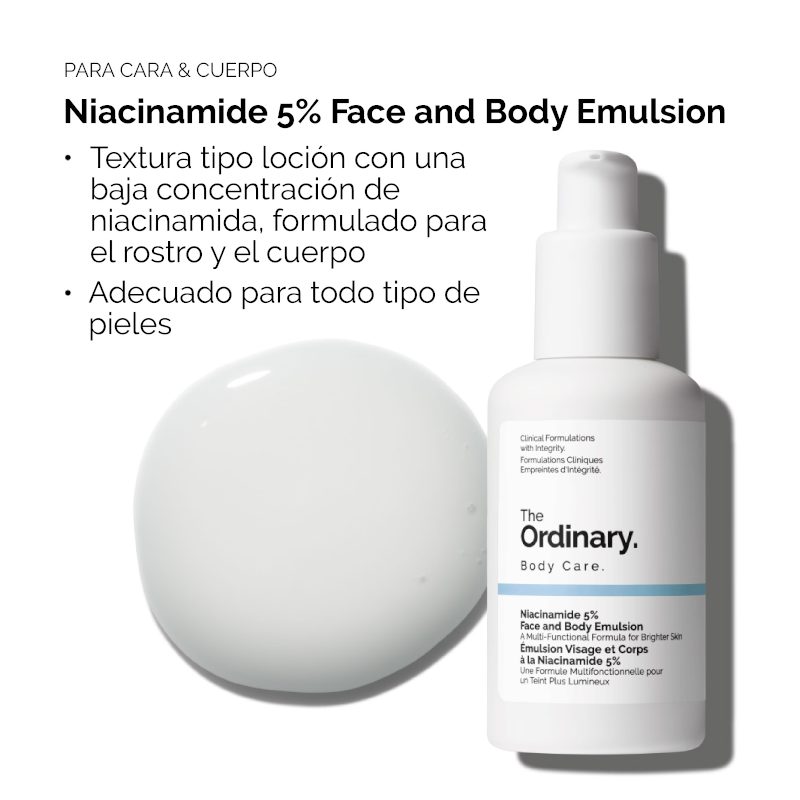 PARA CARA & CUERPO
Niacinamide 5% Face and Body Emulsion
• Textura tipo loción con una
baja concentración de
niacinamida, formulado para
el rostro y el cuerpo
• Adecuado para todo tipo de
pieles
Clinical Formulations
with Integrity.
Formulations Cliniques
Empreintes d'Intégrité.
The
Ordinary.
Body Care.
Niacinamide 5%
Face and Body Emulsion
A Multi-Functional Formula for Brighter Skin
Émulsion Visage et Corps
à la Niacinamide 5%
Une Formule Multifonctionnelle pour
un Teint Plus Lumineux